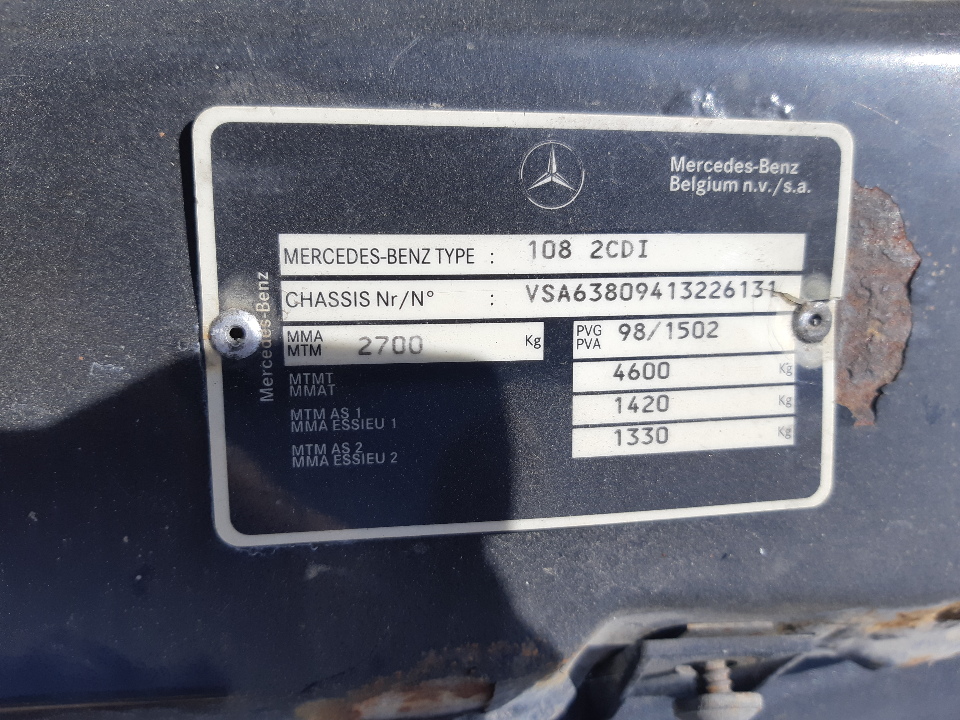 Mercedes-Benz
Belgium n.v./s.a.
MERCEDES-BENZ TYPE : 108 2CDI
CHASSIS Nr/N° : VSA63809413226131
MMA
MTM 2700 Kg
PVG
PVA 98/1502
MTMT
MMAT 4600 Kg
MTM AS 1
MMA ESSIEU 1 1420 Kg
MTM AS 2
MMA ESSIEU 2 1330 Kg
Mercedes-Benz